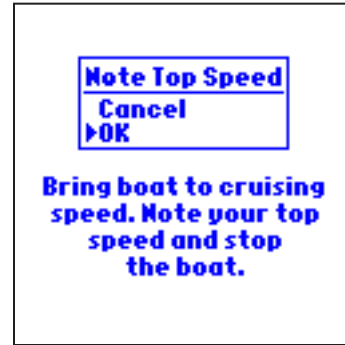 Note Top Speed
Cancel
▶OK
Bring boat to cruising
speed. Note your top
speed and stop
the boat.